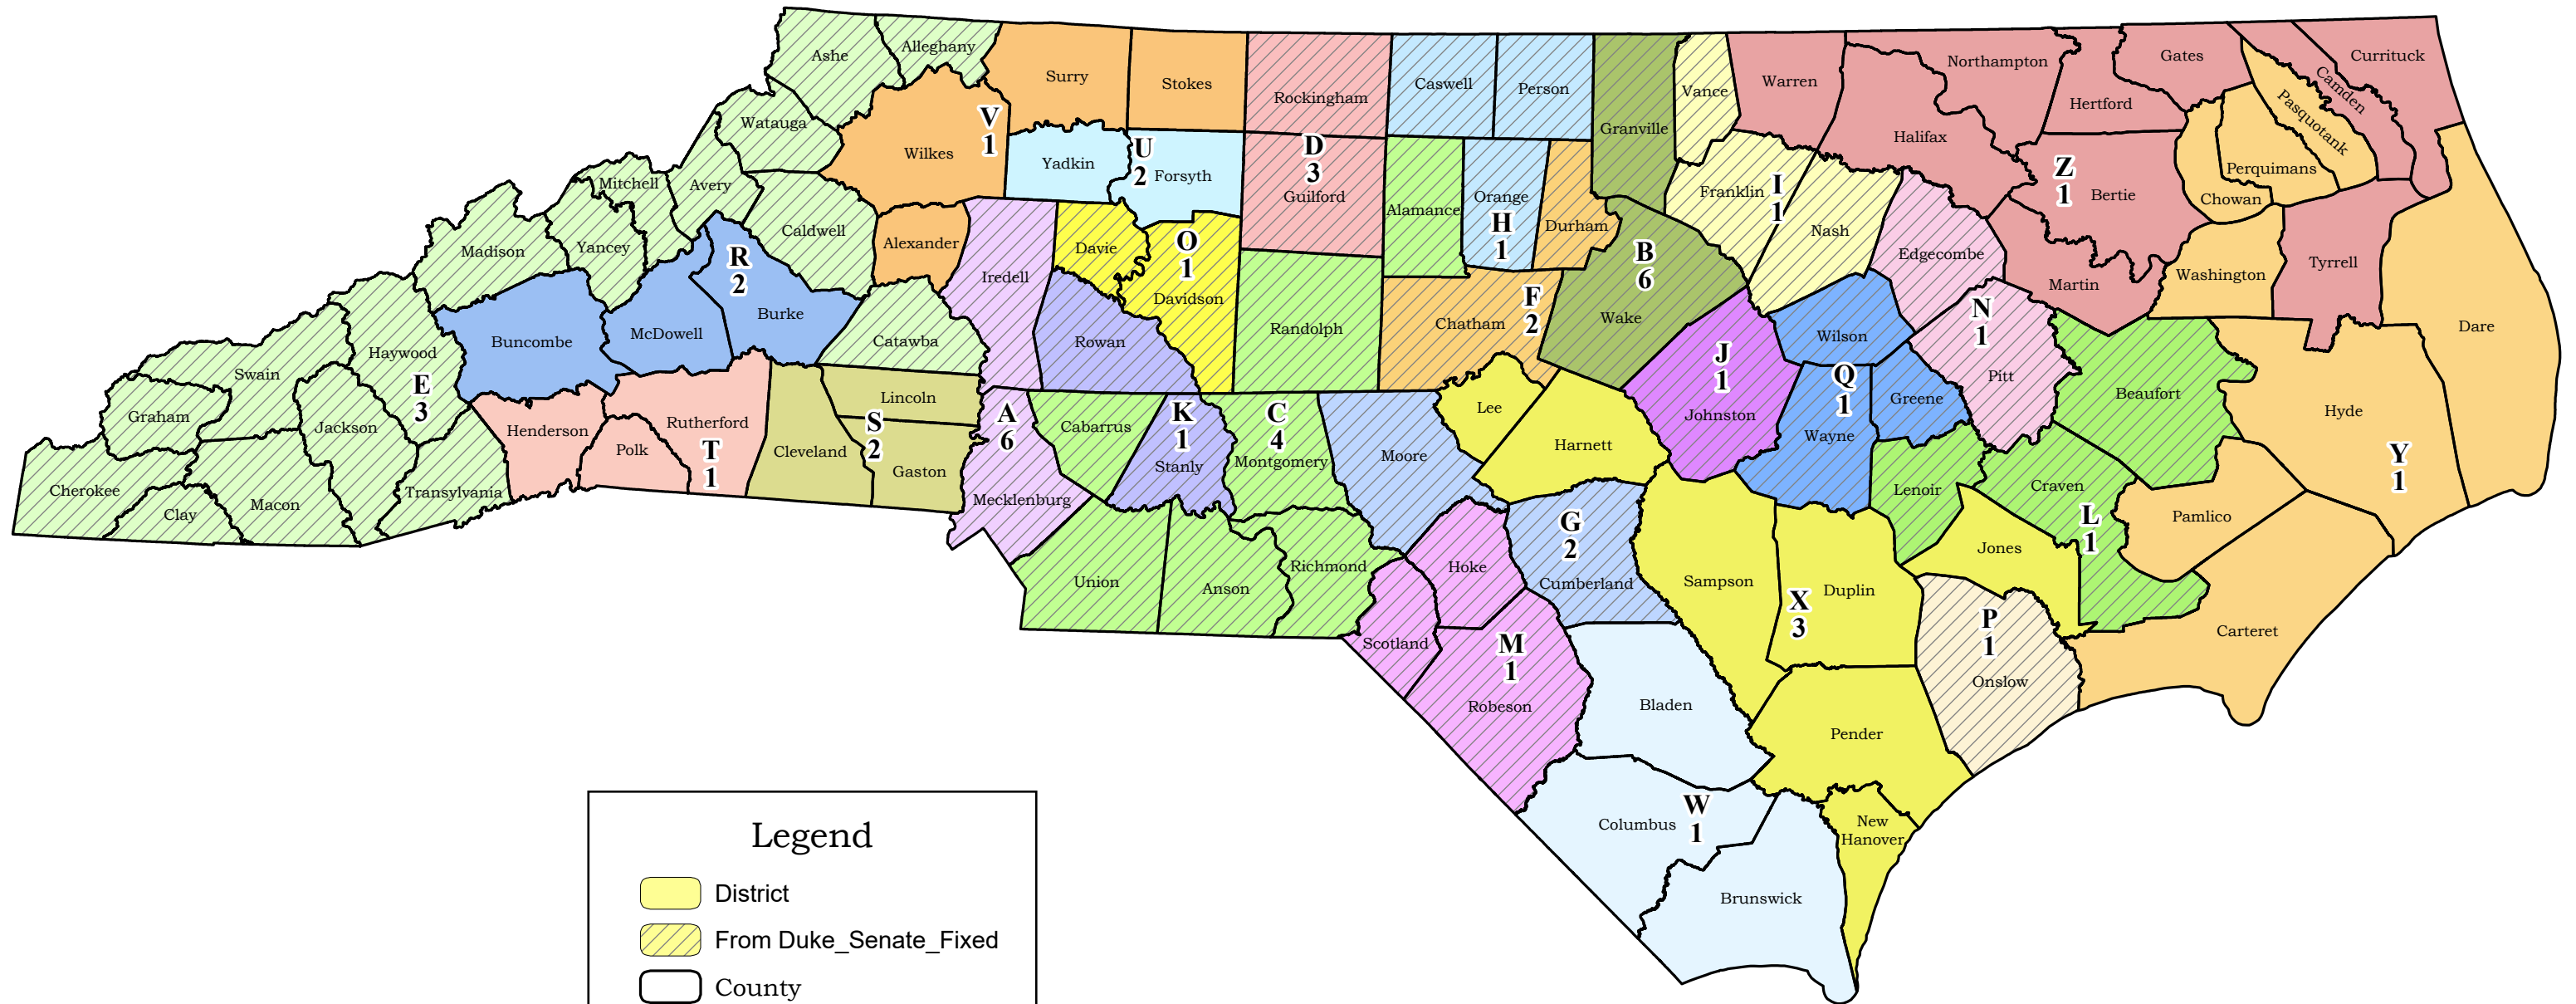 Ashe
Alleghany
Surry
Stokes
Rockingham
Caswell
Person
Granville
Vance
Warren
Northampton
Gates
Currituck
Camden
Pasquotank
Hertford
Halifax
Watauga
Wilkes
V
1
Yadkin
U
2
Forsyth
D
3
Guilford
Alamance
Orange
H
1
Durham
Franklin
I
1
Nash
Edgecombe
Z
1
Bertie
Perquimans
Chowan
Mitchell
Avery
Caldwell
Alexander
Iredell
Davie
O
1
Davidson
Randolph
Chatham
F
2
B
6
Wake
Martin
Washington
Tyrrell
Dare
Madison
Yancey
R
2
Burke
McDowell
Buncombe
Catawba
Rowan
Wilson
N
1
Pitt
Beaufort
Hyde
Y
1
Haywood
E
3
Swain
Graham
Jackson
Cherokee
Clay
Macon
Transylvania
Henderson
Polk
Rutherford
T
1
Cleveland
Lincoln
S
2
Gaston
A
6
Mecklenburg
Cabarrus
K
1
Stanly
C
4
Montgomery
Moore
Lee
Harnett
J
1
Johnston
Q
1
Wayne
Greene
Lenoir
Craven
L
1
Pamlico
Jones
Carteret
Union
Anson
Richmond
Scotland
Hoke
G
2
Cumberland
Sampson
X
3
Duplin
P
1
Onslow
M
1
Robeson
Bladen
Pender
Columbus
W
1
New
Hanover
Brunswick
Legend
District
From Duke_Senate_Fixed
County